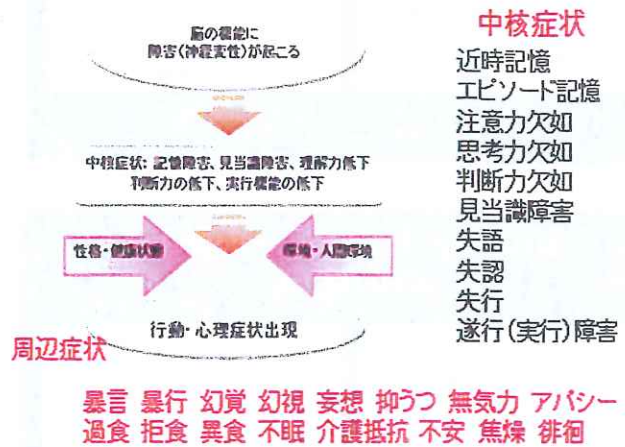 脳の機能に
障害(神経変性)が起こる
中核症状: 記憶障害、見当識障害、理解力低下
判断力の低下、実行機能の低下
性格・健康状態
環境・人間環境
行動・心理症状出現
周辺症状
中核症状
近時記憶
エピソード記憶
注意力欠如
思考力欠如
判断力欠如
見当識障害
失語
失認
失行
遂行(実行)障害
暴言 暴行 幻覚 幻視 妄想 抑うつ 無気力 アパシー
過食 拒食 異食 不眠 介護抵抗 不安 焦燥 徘徊